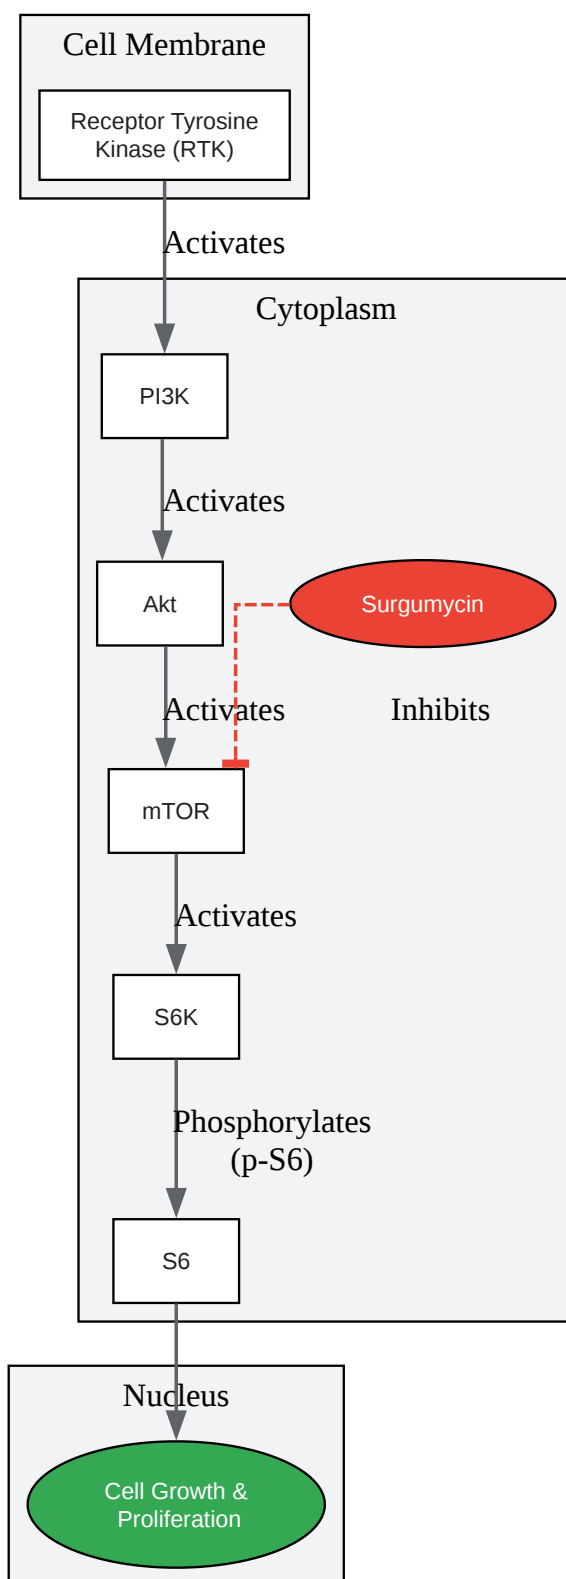 Cell Membrane
Receptor Tyrosine
Kinase (RTK)
Activates
Cytoplasm
PI3K
Activates
Akt
Surgumycin
Activates
Inhibits
mTOR
Activates
S6K
Phosphorylates
(p-S6)
S6
Nucleus
Cell Growth &
Proliferation